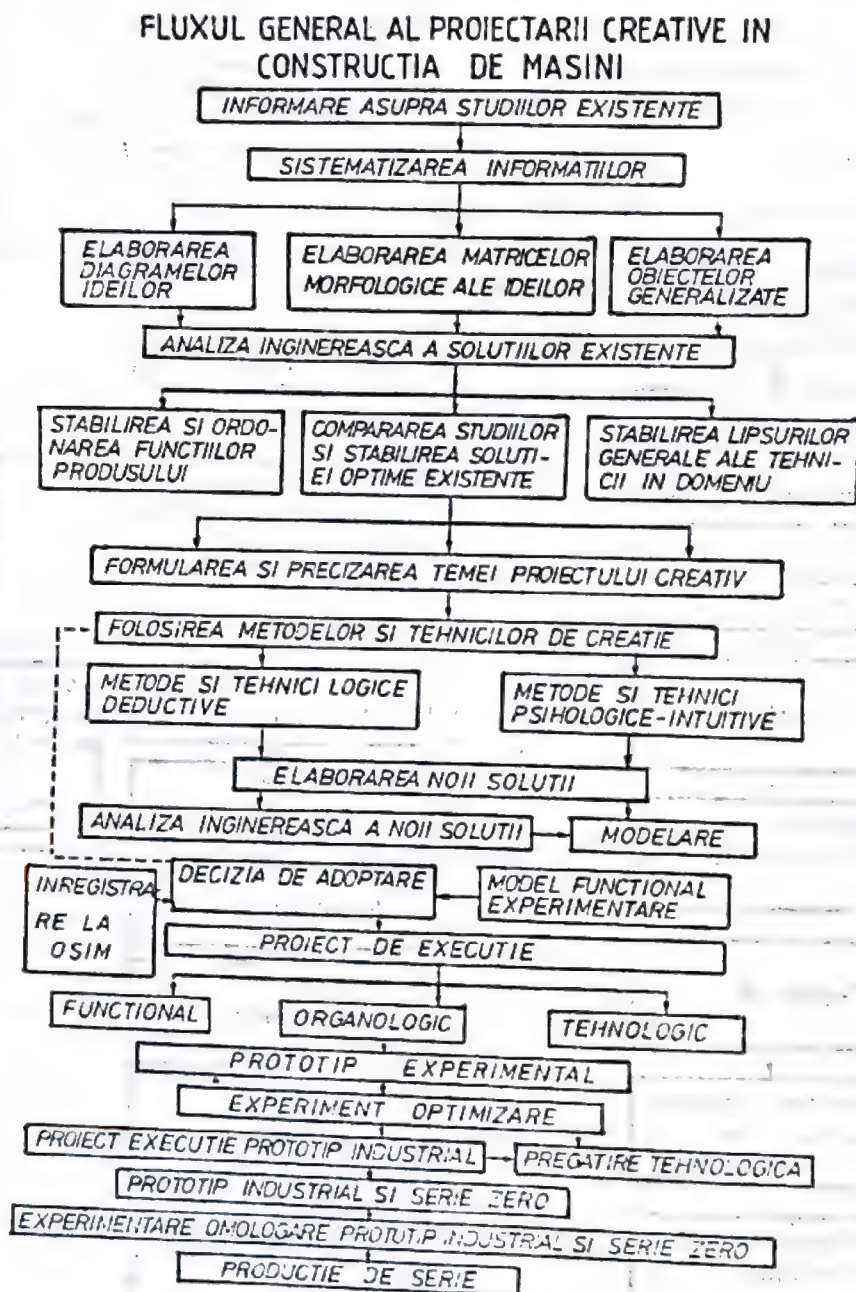 FLUXUL GENERAL AL PROIECTARII CREATIVE IN
CONSTRUCTIA DE MASINI
INFORMARE ASUPRA STUDIILOR EXISTENTE
SISTEMATIZAREA INFORMATIILOR
ELABORAREA
DIAGRAMELOR
IDEILOR
ELABORAREA MATRICELOR
MORFOLOGICE ALE IDEILOR
ELABORAREA
OBIECTELOR
GENERALIZATE
ANALIZA INGINEREASCA A SOLUTIILOR EXISTENTE
STABILIREA SI ORDO-
NAREA FUNCTIILOR
PRODUSULUI
COMPARAREA STUDIILOR
SI STABILIREA SOLUTI-
EI OPTIME EXISTENTE
STABILIREA LIPSURILOR
GENERALE ALE TEHNI-
CII IN DOMENIU
FORMULAREA SI PRECIZAREA TEMEI PROIECTULUI CREATIV
FOLOSIREA METODELOR SI TEHNICILOR DE CREATIE
METODE SI TEHNICI LOGICE
DEDUCTIVE
METODE SI TEHNICI
PSIHOLOGICE-INTUITIVE
ELABORAREA NOII SOLUTII
ANALIZA INGINEREASCA A NOII SOLUTII
MODELARE
INREGISTRA-
RE LA
OSIM
DECIZIA DE ADOPTARE
MODEL FUNCTIONAL
EXPERIMENTARE
PROIECT DE EXECUTIE
FUNCTIONAL
ORGANOLOGIC
TEHNOLOGIC
PROTOTIP EXPERIMENTAL
EXPERIMENT OPTIMIZARE
PROIECT EXECUTIE PROTOTIP INDUSTRIAL
PREGATIRE TEHNOLOGICA
PROTOTIP INDUSTRIAL SI SERIE ZERO
EXPERIMENTARE OMOLOGARE PROTOTIP INDUSTRIAL SI SERIE ZERO
PRODUCTIE DE SERIE